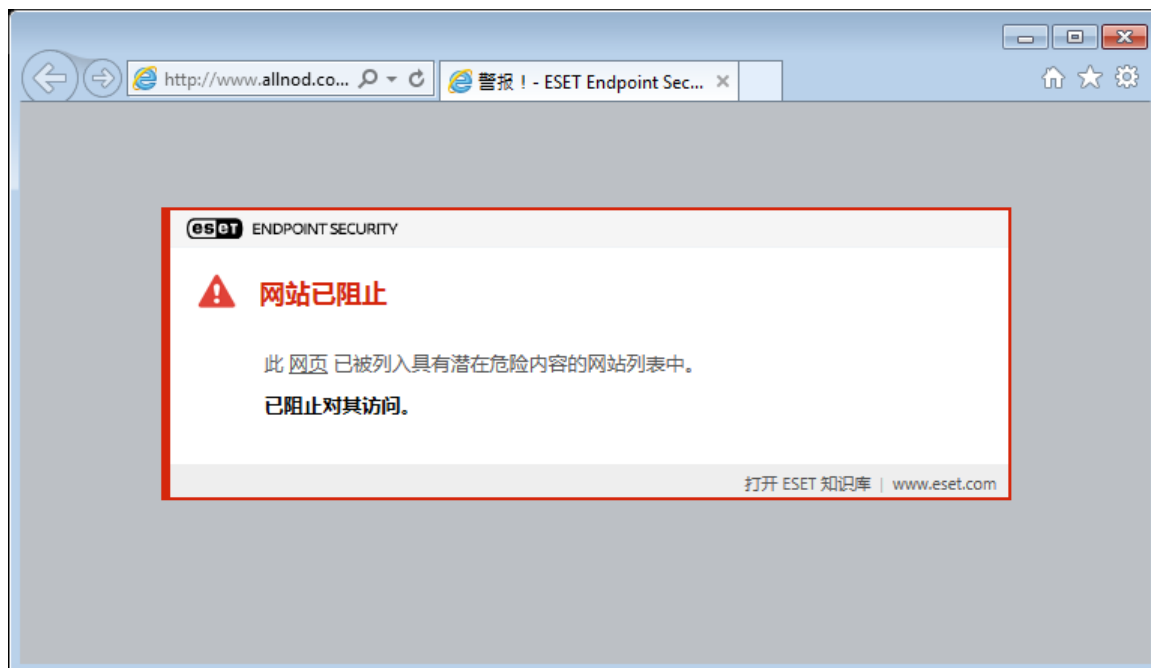 http://www.allnod.co...
警报！- ESET Endpoint Sec...
eseT ENDPOINT SECURITY
网站已阻止
此 网页 已被列入具有潜在危险内容的网站列表中。
已阻止对其访问。
打开 ESET 知识库 | www.eset.com